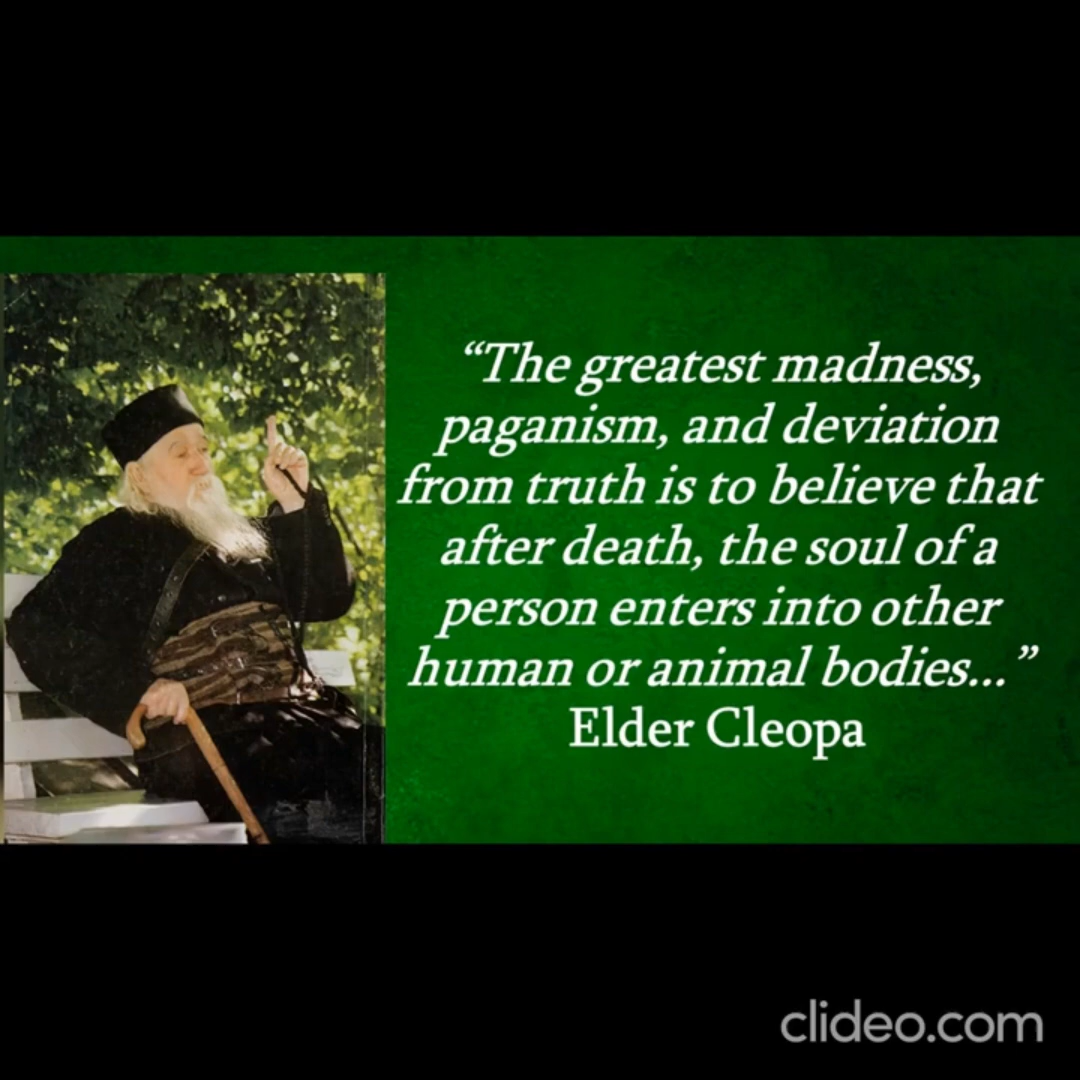 “The greatest madness,
paganism, and deviation
from truth is to believe that
after death, the soul of a
person enters into other
human or animal bodies...”
Elder Cleopa
clideo.com